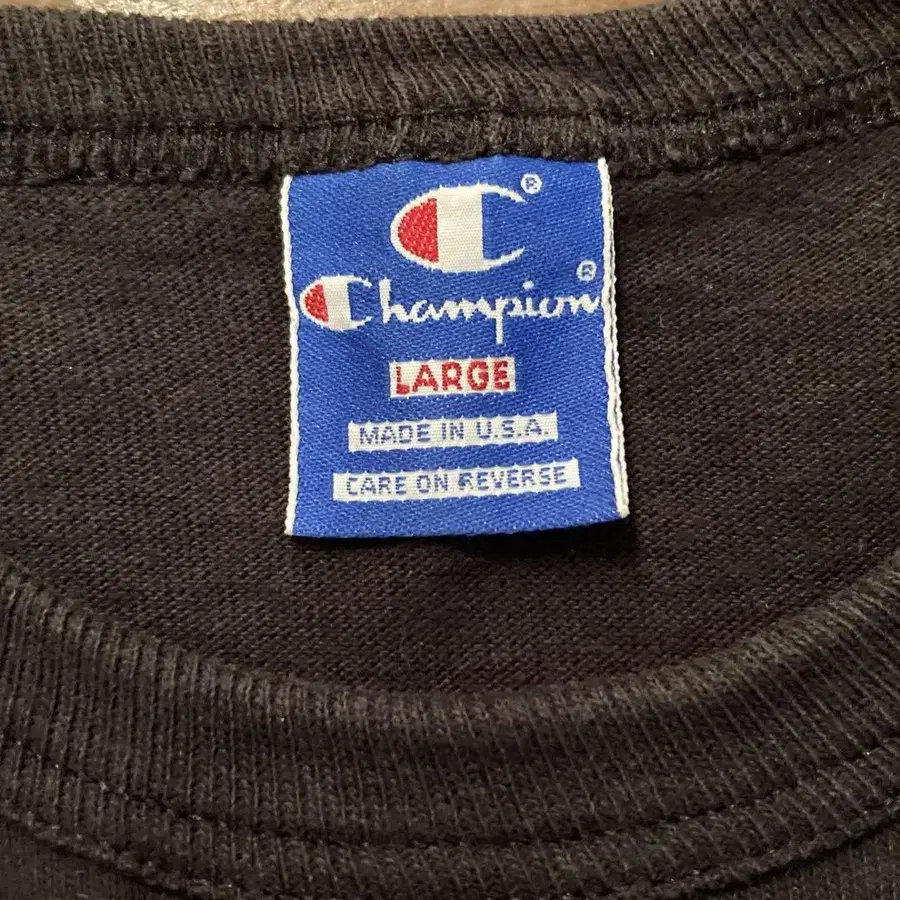 ®
Champion®
LARGE
MADE IN U.S.A.
CARE ON REVERSE